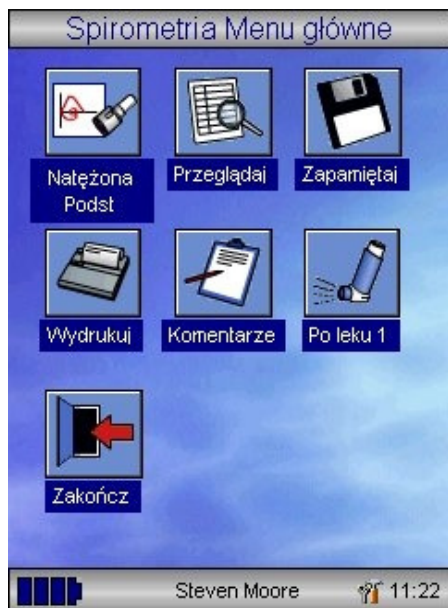 Spirometria Menu główne
Natężona
Podst
Przeglądaj
Zapamiętaj
Wydrukuj
Komentarze
Po leku 1
Zakończ
Steven Moore
11:22